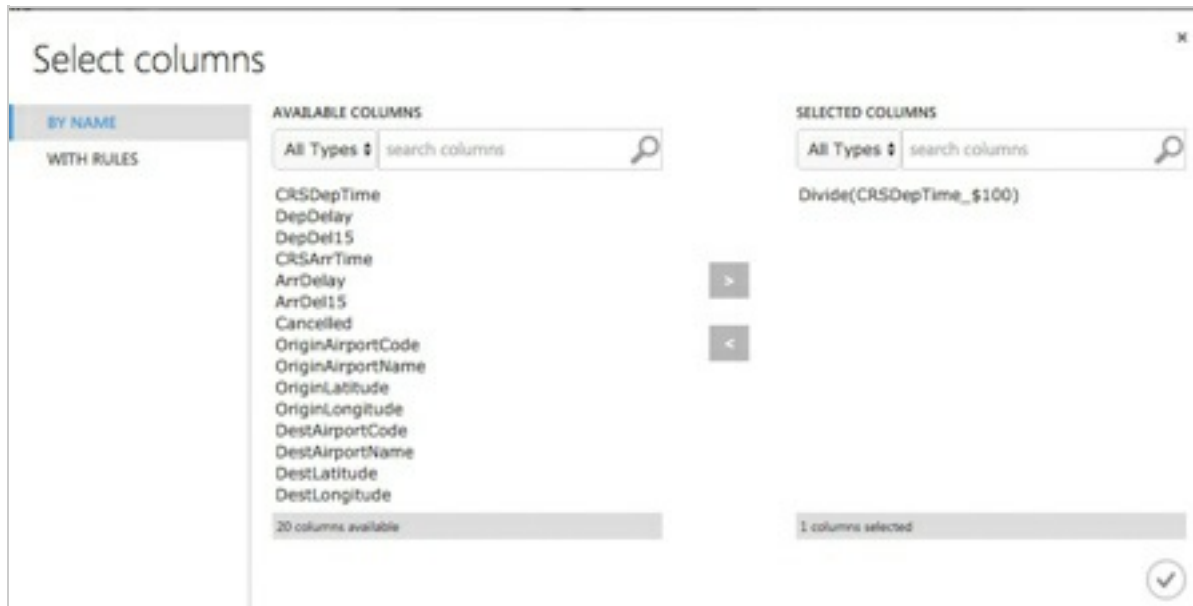 Select columns
BY NAME
WITH RULES
AVAILABLE COLUMNS
All Types search columns
CRSDepTime
DepDelay
DepDel15
CRSArrTime
ArrDelay
ArrDel15
Cancelled
OriginAirportCode
OriginAirportName
OriginLatitude
OriginLongitude
DestAirportCode
DestAirportName
DestLatitude
DestLongitude
20 columns available
>
<
SELECTED COLUMNS
All Types search columns
Divide(CRSDepTime_$100)
1 columns selected